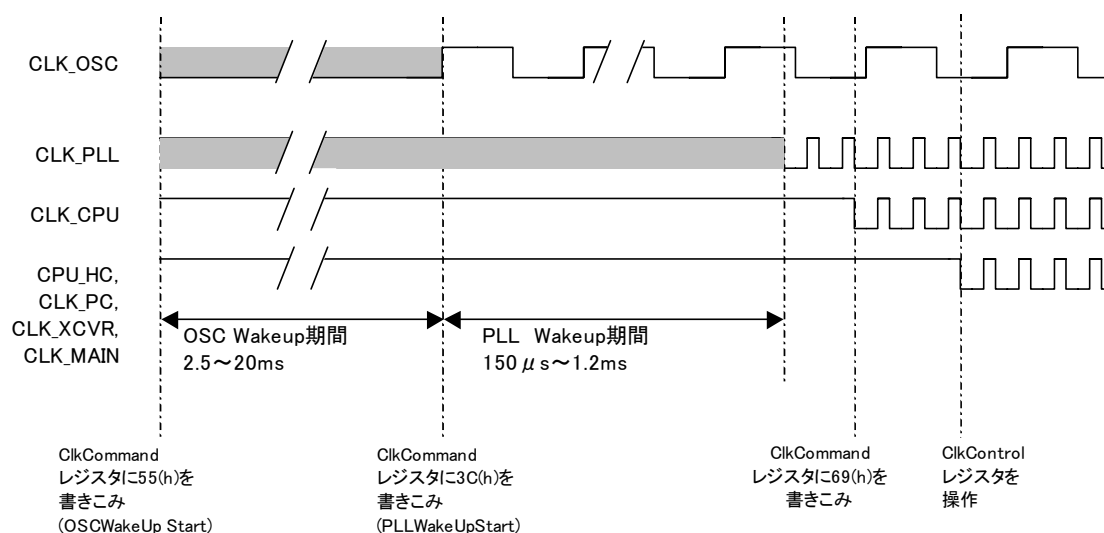 CLK_OSC
CLK_PLL
CLK_CPU
CPU_HC,
CLK_PC,
CLK_XCVR,
CLK_MAIN
OSC Wakeup期間
2.5～20ms
PLL Wakeup期間
150μs～1.2ms
ClkCommand
レジスタに55(h)を
書きこみ
(OSCWakeUp Start)
ClkCommand
レジスタに3C(h)を
書きこみ
(PLLWakeUpStart)
ClkCommand
レジスタに69(h)を
書きこみ
ClkControl
レジスタを
操作